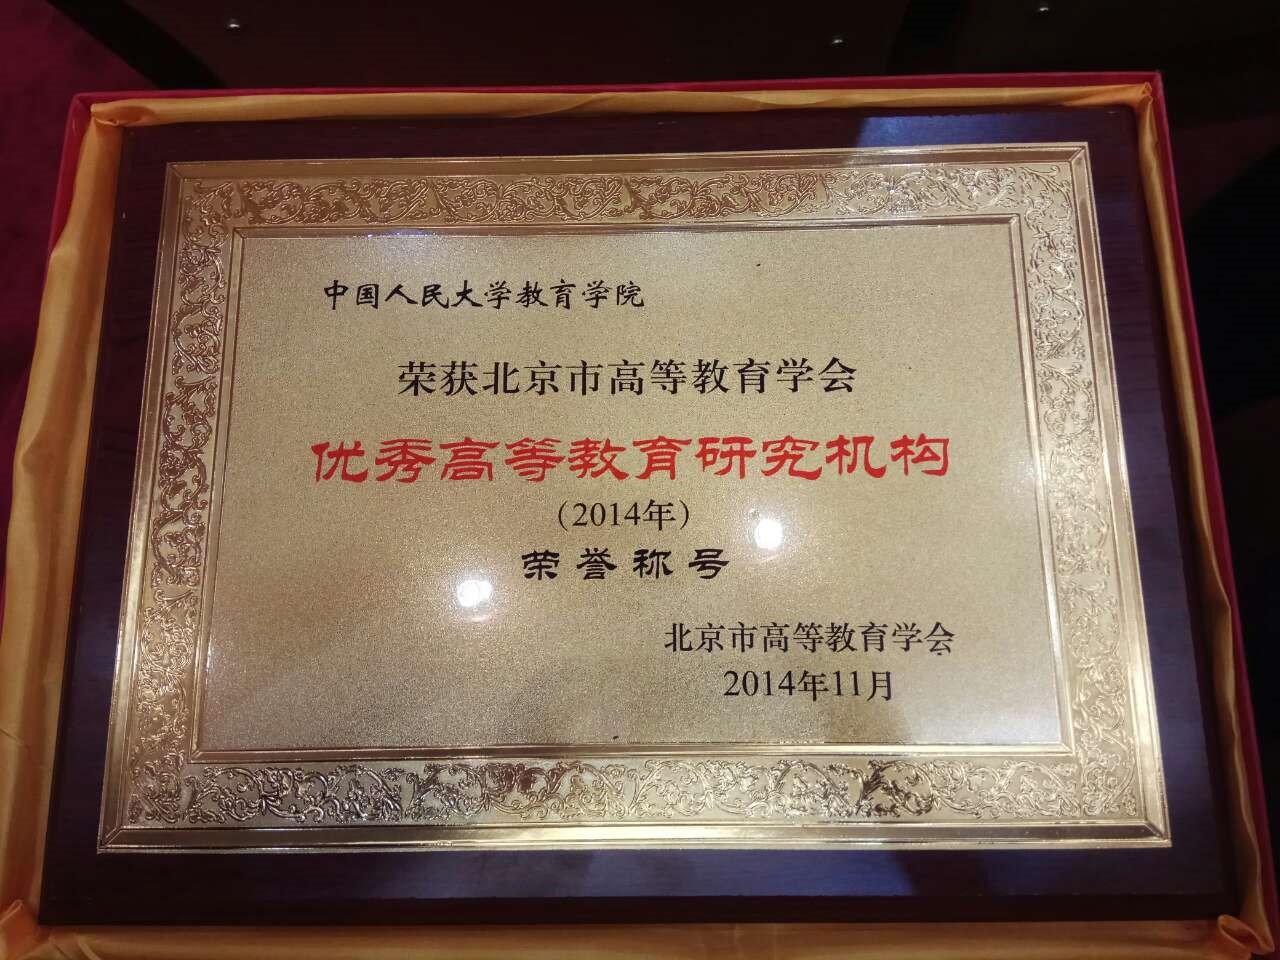 中国人民大学教育学院
荣获北京市高等教育学会
优秀高等教育研究机构
（2014年）
荣誉称号
北京市高等教育学会
2014年11月